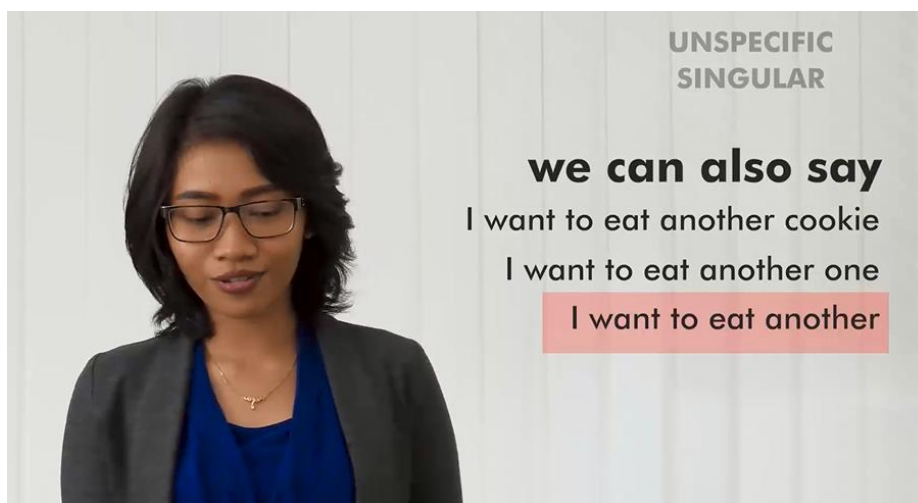 UNSPECIFIC
SINGULAR
we can also say
I want to eat another cookie
I want to eat another one
I want to eat another